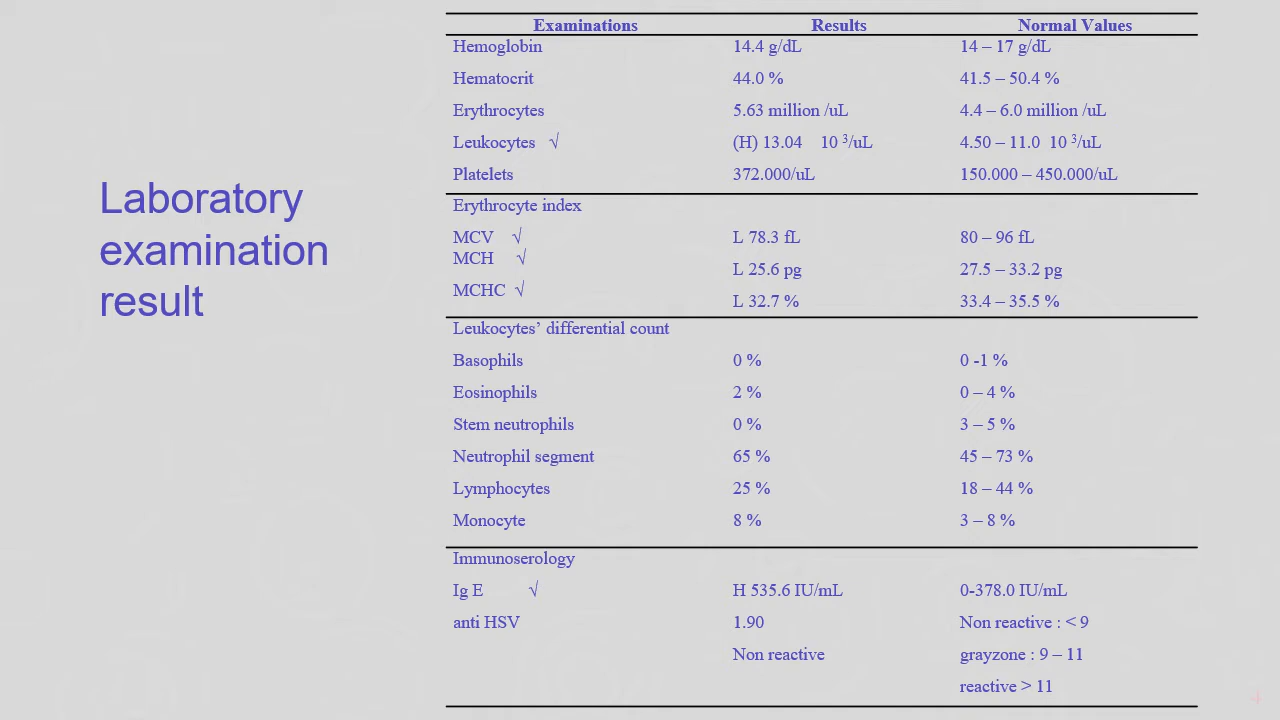 Laboratory
examination
result
Examinations Results Normal Values
Hemoglobin 14.4 g/dL 14 – 17 g/dL
Hematocrit 44.0 % 41.5 – 50.4 %
Erythrocytes 5.63 million /uL 4.4 – 6.0 million /uL
Leukocytes √ (H) 13.04 10 ³/uL 4.50 – 11.0 10 ³/uL
Platelets 372.000/uL 150.000 – 450.000/uL
Erythrocyte index
MCV √ L 78.3 fL 80 – 96 fL
MCH √ L 25.6 pg 27.5 – 33.2 pg
MCHC √ L 32.7 % 33.4 – 35.5 %
Leukocytes’ differential count
Basophils 0 % 0 -1 %
Eosinophils 2 % 0 – 4 %
Stem neutrophils 0 % 3 – 5 %
Neutrophil segment 65 % 45 – 73 %
Lymphocytes 25 % 18 – 44 %
Monocyte 8 % 3 – 8 %
Immunoserology
Ig E √ H 535.6 IU/mL 0-378.0 IU/mL
anti HSV 1.90 Non reactive : < 9
Non reactive grayzone : 9 – 11
reactive > 11
4